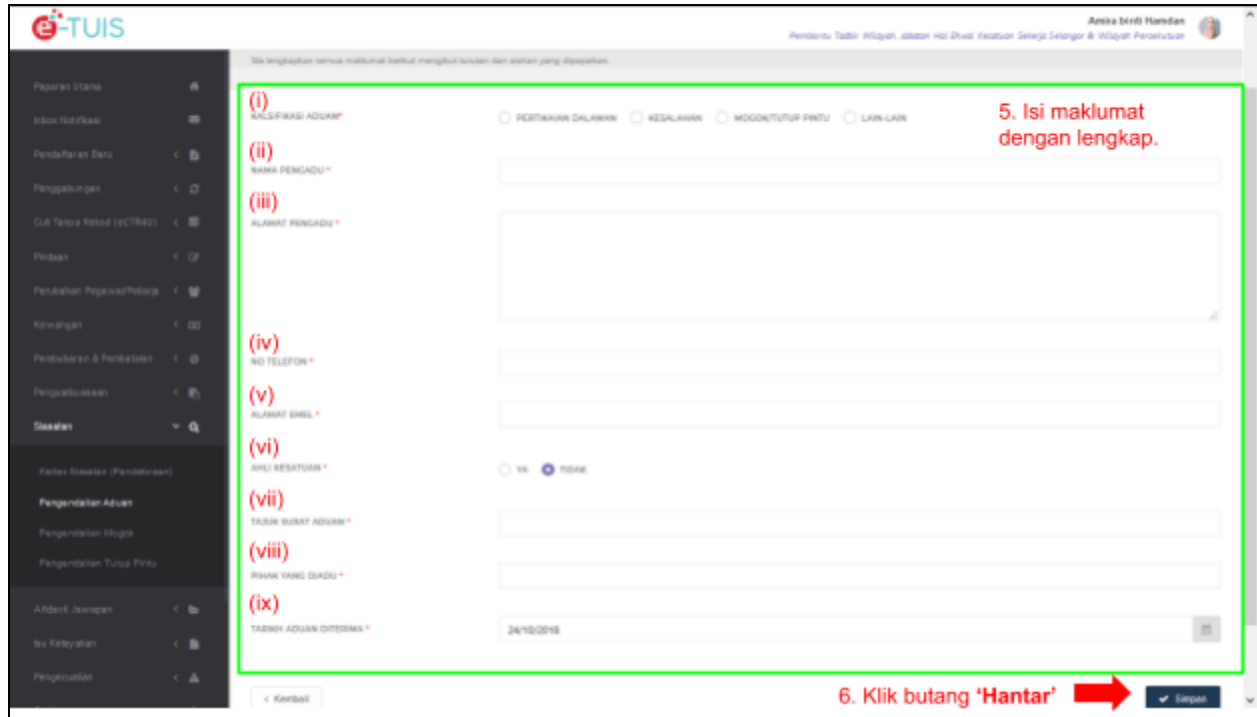 e-TUIS
Amira binti Hamdan
Pembantu Tadbir Wilayah, Jabatan Hal Ehwal Kesatuan Sekerja Selangor & Wilayah Persekutuan
Sila lengkapkan semua maklumat berikut mengikut turutan dan arahan yang dipaparkan.
Paparan Utama
Inbox Notifikasi
Pendaftaran Baru
Penggabungan
Cuti Tanpa Rekod (eCTR4U)
Pindaan
Perubahan Pegawai/Pekerja
Kewangan
Pembubaran & Pembatalan
Penguatkuasaan
Siasatan
Kertas Siasatan (Pendakwaan)
Pengendalian Aduan
Pengendalian Mogok
Pengendalian Tutup Pintu
Afidavit Jawapan
Isu Kelayakan
Pengecualian
(i)
KALSIFIKASI ADUAN*
PERTIKAIAN DALAMAN KESALAHAN MOGOK/TUTUP PINTU LAIN-LAIN
5. Isi maklumat
dengan lengkap.
(ii)
NAMA PENGADU *
(iii)
ALAMAT PENGADU *
(iv)
NO TELEFON *
(v)
ALAMAT EMEL *
(vi)
AHLI KESATUAN *
YA TIDAK
(vii)
TAJUK SURAT ADUAN *
(viii)
PIHAK YANG DIADU *
(ix)
TARIKH ADUAN DITERIMA *
24/10/2018
< Kembali
6. Klik butang ‘Hantar’
Simpan